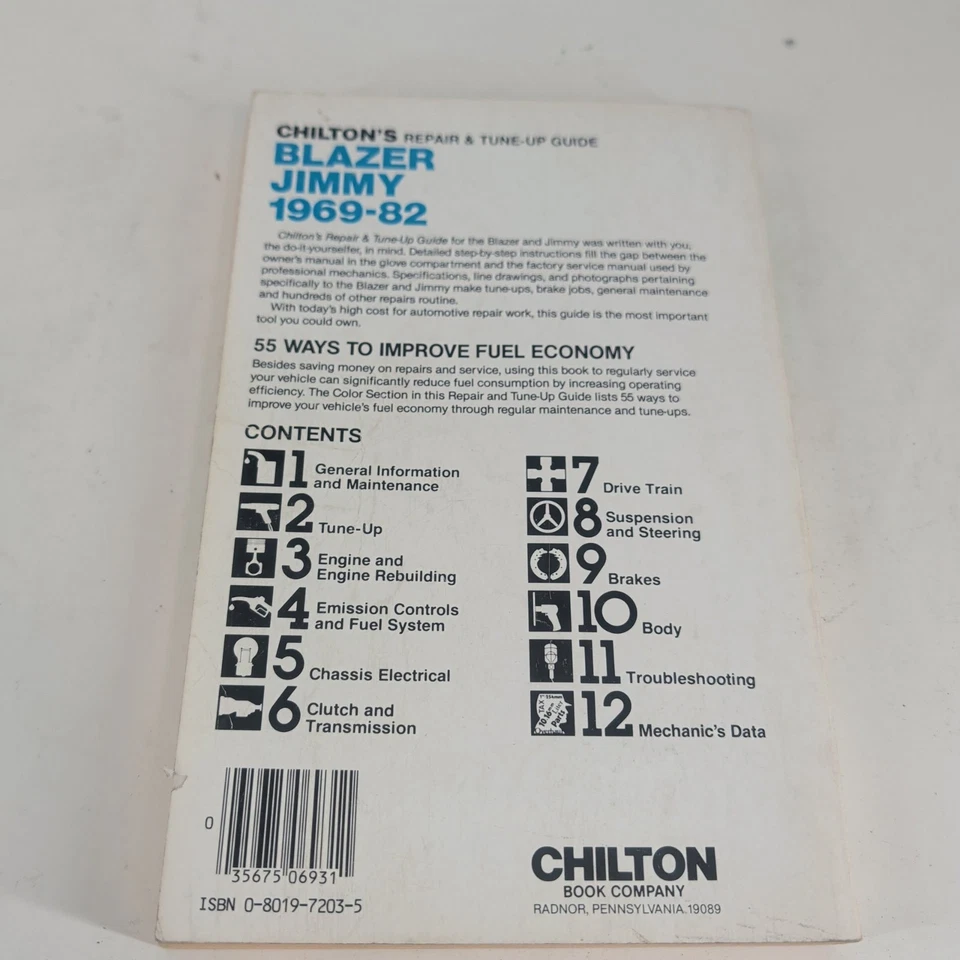 CHILTON'S REPAIR & TUNE-UP GUIDE
BLAZER
JIMMY
1969-82
Chilton's Repair & Tune-Up Guide for the Blazer and Jimmy was written with you,
the do-it-yourselfer, in mind. Detailed step-by-step instructions fill the gap between the
owner's manual in the glove compartment and the factory service manual used by
professional mechanics. Specifications, line drawings, and photographs pertaining
specifically to the Blazer and Jimmy make tune-ups, brake jobs, general maintenance
and hundreds of other repairs routine.
With today's high cost for automotive repair work, this guide is the most important
tool you could own.
55 WAYS TO IMPROVE FUEL ECONOMY
Besides saving money on repairs and service, using this book to regularly service
your vehicle can significantly reduce fuel consumption by increasing operating
efficiency. The Color Section in this Repair and Tune-Up Guide lists 55 ways to
improve your vehicle's fuel economy through regular maintenance and tune-ups.
CONTENTS
1 General Information
and Maintenance
2 Tune-Up
3 Engine and
Engine Rebuilding
4 Emission Controls
and Fuel System
5 Chassis Electrical
6 Clutch and
Transmission
7 Drive Train
8 Suspension
and Steering
9 Brakes
10 Body
11 Troubleshooting
12 Mechanic's Data
TAX
10.16
Parts
0 35675 06931
ISBN 0-8019-7203-5
CHILTON
BOOK COMPANY
RADNOR, PENNSYLVANIA 19089